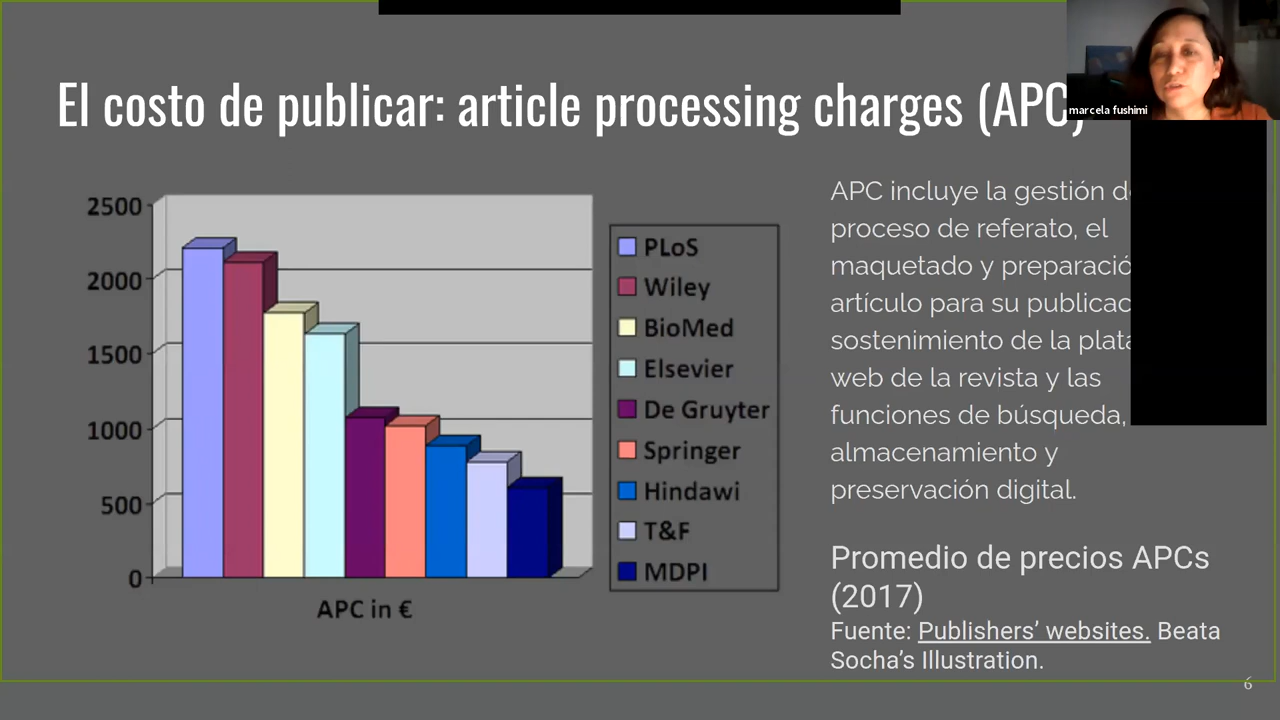 El costo de publicar: article processing charges (APC)
marcela fushimi
2500
2000
1500
1000
500
0
APC in €
PLoS
Wiley
BioMed
Elsevier
De Gruyter
Springer
Hindawi
T&F
MDPI
APC incluye la gestión
proceso de referato, el
maquetado y
artículo para su
sostenimiento de la
web de la revista y las
funciones de búsqueda,
almacenamiento y
preservación digital.
Promedio de precios APCs
(2017)
Fuente: Publishers’ websites. Beata
Socha’s Illustration.
6